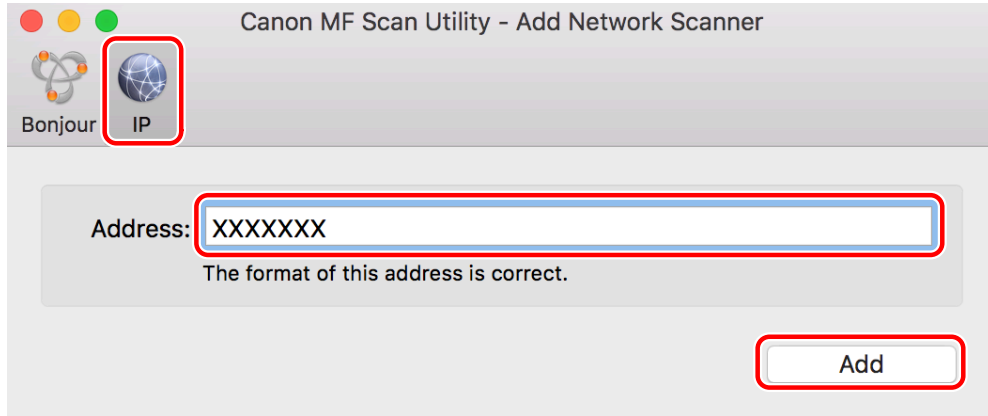 Canon MF Scan Utility - Add Network Scanner
Bonjour IP
Address: XXXXXXX
The format of this address is correct.
Add